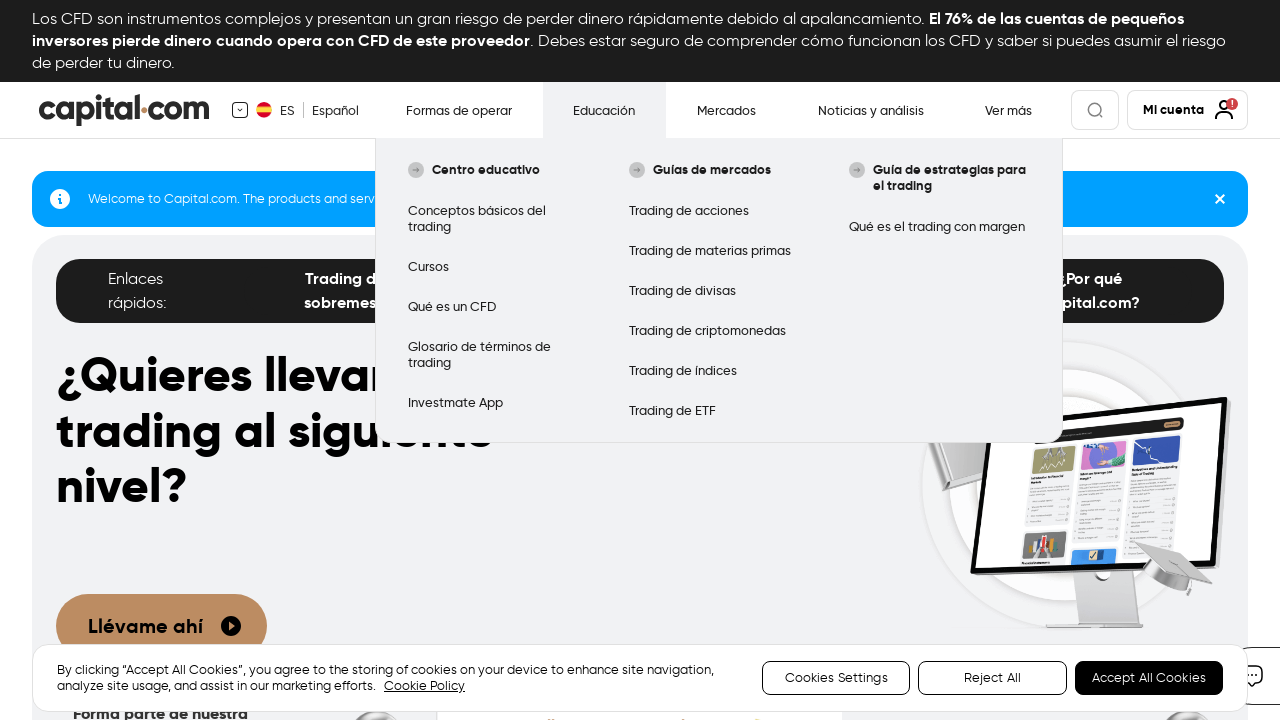 Los CFD son instrumentos complejos y presentan un gran riesgo de perder dinero rápidamente debido al apalancamiento. El 76% de las cuentas de pequeños
inversores pierde dinero cuando opera con CFD de este proveedor. Debes estar seguro de comprender cómo funcionan los CFD y saber si puedes asumir el riesgo
de perder tu dinero.
capital.com
ES
Español
Formas de operar
Educación
Mercados
Noticias y análisis
Ver más
Mi cuenta
Centro educativo
Conceptos básicos del
trading
Cursos
Qué es un CFD
Glosario de términos de
trading
Investmate App
Guías de mercados
Trading de acciones
Trading de materias primas
Trading de divisas
Trading de criptomonedas
Trading de índices
Trading de ETF
Guía de estrategias para
el trading
Qué es el trading con margen
Welcome to Capital.com. The products and serv
Enlaces
rápidos:
Trading d
sobremes
¿Por qué
pital.com?
¿Quieres llevar
trading al siguiente
nivel?
Llévame ahí
By clicking “Accept All Cookies”, you agree to the storing of cookies on your device to enhance site navigation,
analyze site usage, and assist in our marketing efforts. Cookie Policy
Cookies Settings
Reject All
Accept All Cookies
Forma parte de nuestra